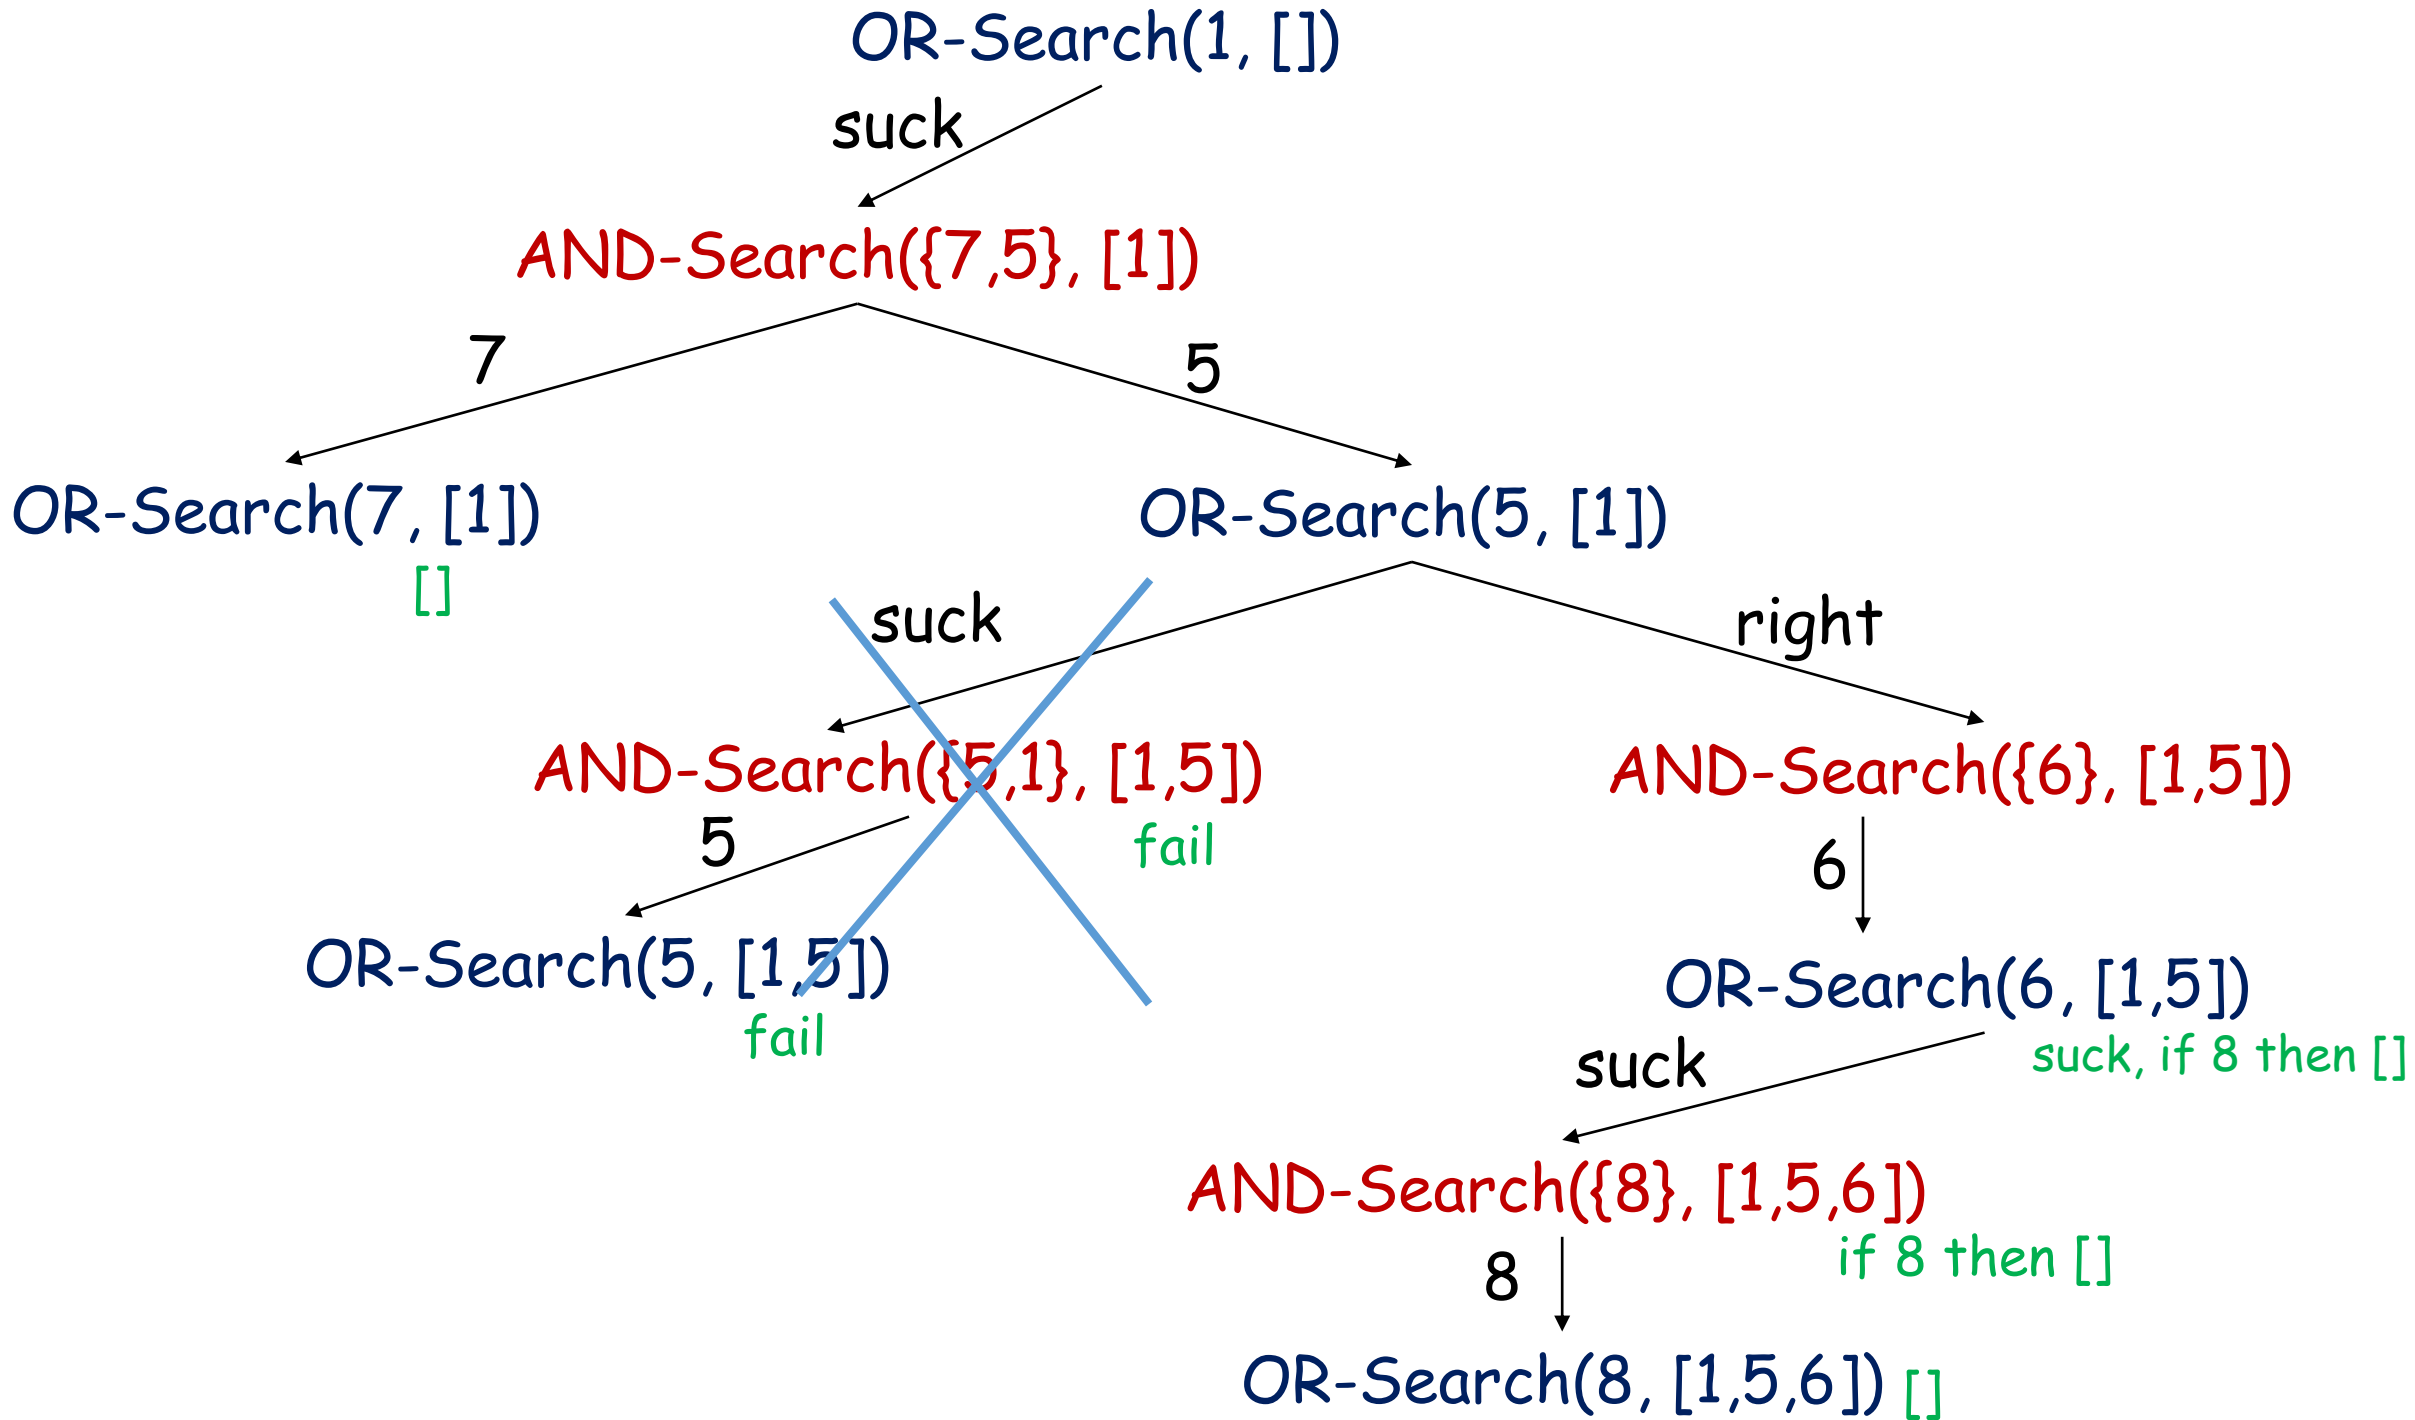 OR-Search(1, [])
suck
AND-Search({7,5}, [1])
7
5
OR-Search(7, [1])
[]
OR-Search(5, [1])
suck
right
AND-Search({5,1}, [1,5])
fail
AND-Search({6}, [1,5])
5
6
OR-Search(5, [1,5])
fail
OR-Search(6, [1,5])
suck, if 8 then []
suck
AND-Search({8}, [1,5,6])
if 8 then []
8
OR-Search(8, [1,5,6]) []